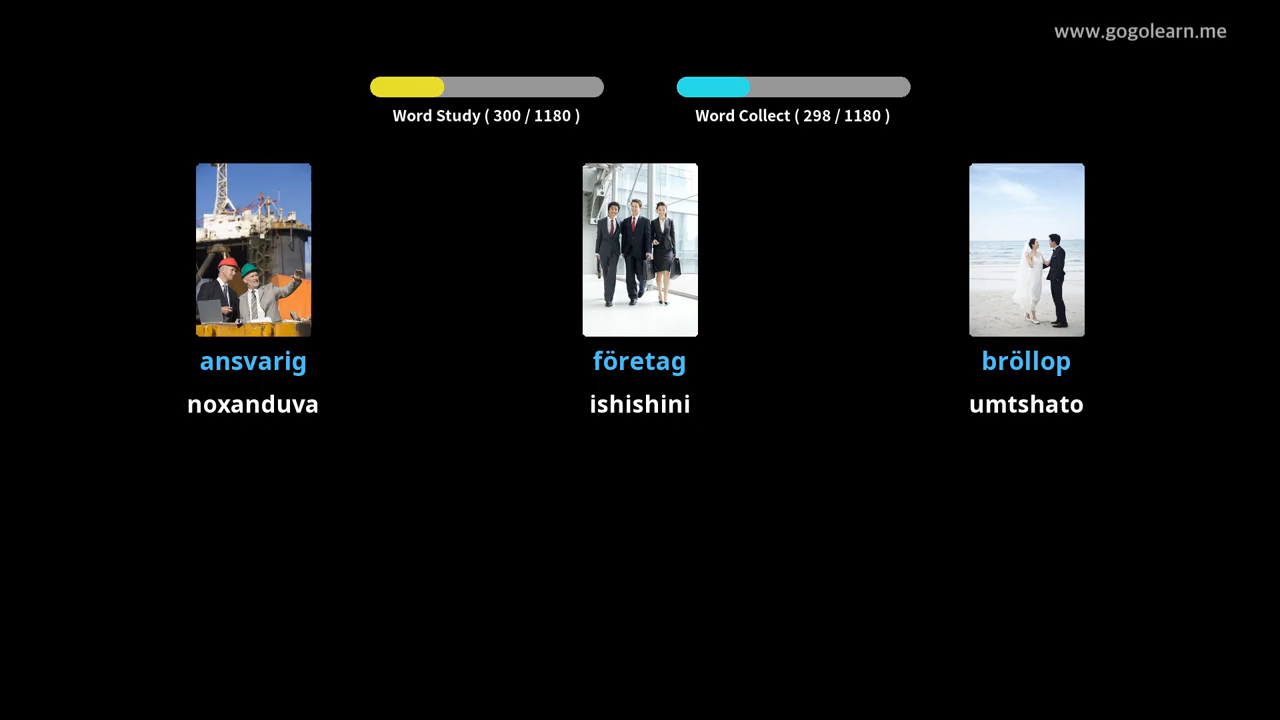 www.gogolearn.me
Word Study ( 300 / 1180 )
Word Collect ( 298 / 1180 )
ansvarig
företag
bröllop
noxanduva
ishishini
umtshato